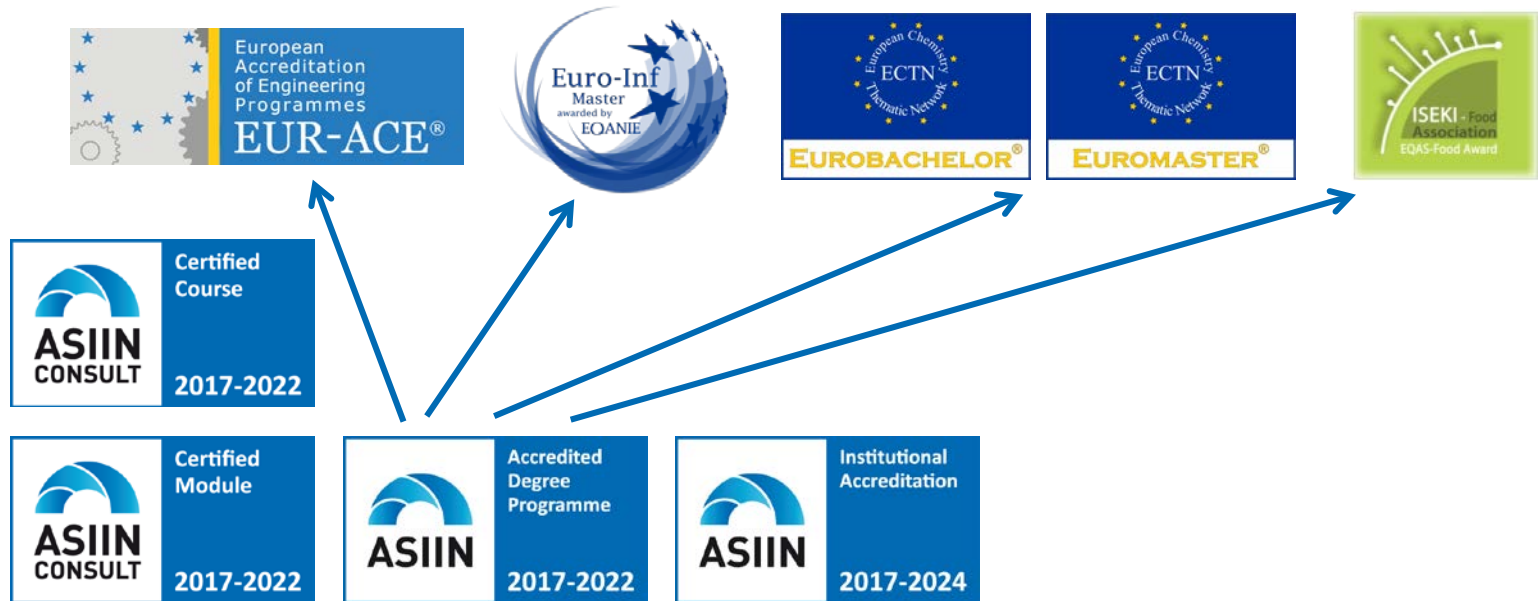 European
Accreditation
of Engineering
Programmes
EUR-ACE®
Euro-Inf
Master
awarded by
EQANIE
European Chemistry
ECTN
Thematic Network
EUROBACHELOR®
European Chemistry
ECTN
Thematic Network
EUROMASTER®
ISEKI - Food
Association
EQAS-Food Award
ASIIN
CONSULT
Certified
Course
2017-2022
ASIIN
CONSULT
Certified
Module
2017-2022
ASIIN
Accredited
Degree
Programme
2017-2022
ASIIN
Institutional
Accreditation
2017-2024